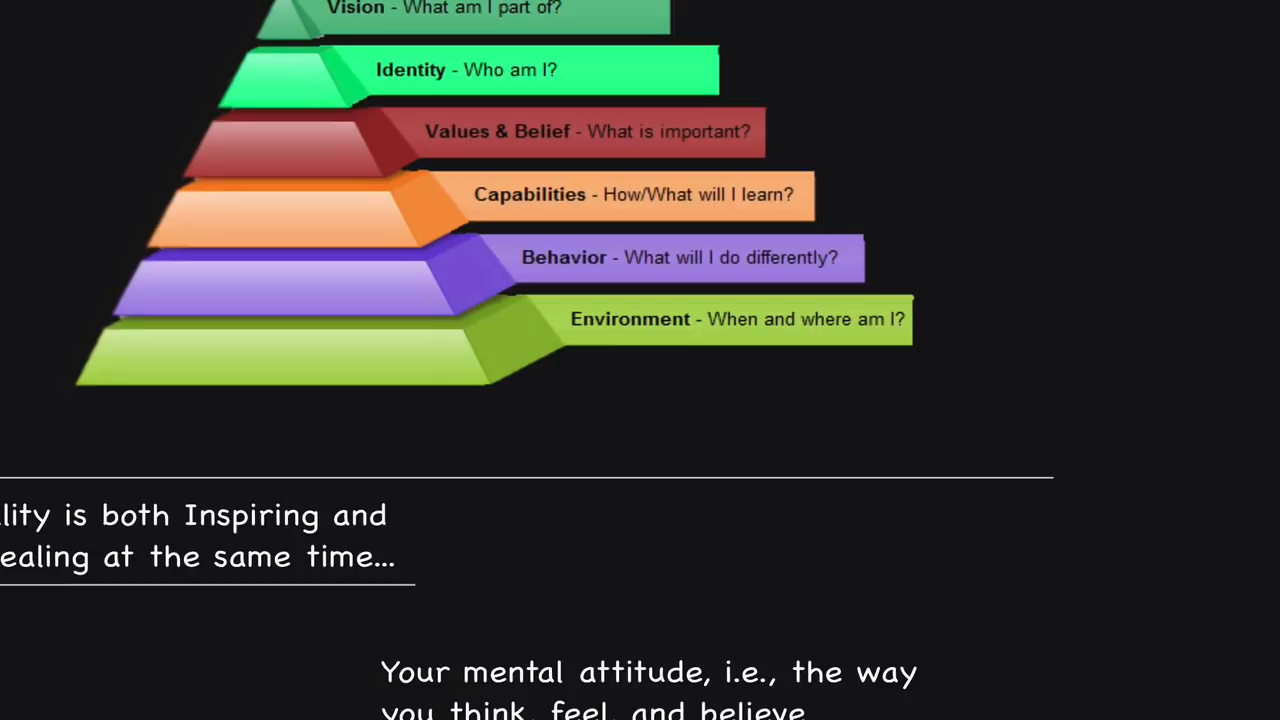 Vision - What am I part of?
Identity - Who am I?
Values & Belief - What is important?
Capabilities - How/What will I learn?
Behavior - What will I do differently?
Environment - When and where am I?
lity is both Inspiring and
ealing at the same time...
Your mental attitude, i.e., the way
you think, feel, and believe